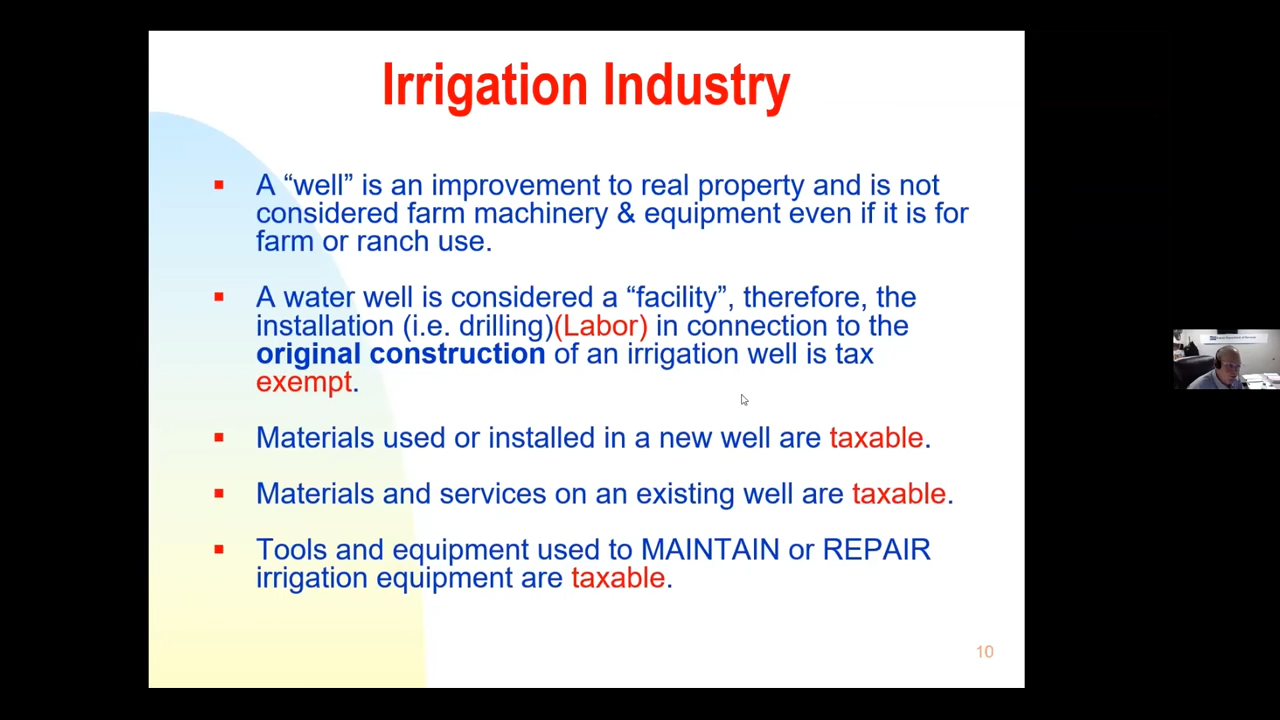 Irrigation Industry
▪ A “well” is an improvement to real property and is not
considered farm machinery & equipment even if it is for
farm or ranch use.
▪ A water well is considered a “facility”, therefore, the
installation (i.e. drilling)(Labor) in connection to the
original construction of an irrigation well is tax
exempt.
▪ Materials used or installed in a new well are taxable.
▪ Materials and services on an existing well are taxable.
▪ Tools and equipment used to MAINTAIN or REPAIR
irrigation equipment are taxable.
10